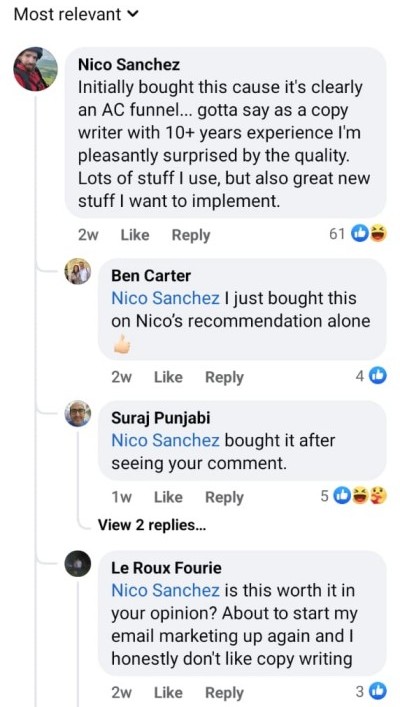 Most relevant
Nico Sanchez
Initially bought this cause it's clearly
an AC funnel... gotta say as a copy
writer with 10+ years experience I'm
pleasantly surprised by the quality.
Lots of stuff I use, but also great new
stuff I want to implement.
2w Like Reply 61
Ben Carter
Nico Sanchez I just bought this
on Nico’s recommendation alone
👍🏻
2w Like Reply 4
Suraj Punjabi
Nico Sanchez bought it after
seeing your comment.
1w Like Reply 5
View 2 replies...
Le Roux Fourie
Nico Sanchez is this worth it in
your opinion? About to start my
email marketing up again and I
honestly don't like copy writing
2w Like Reply 3